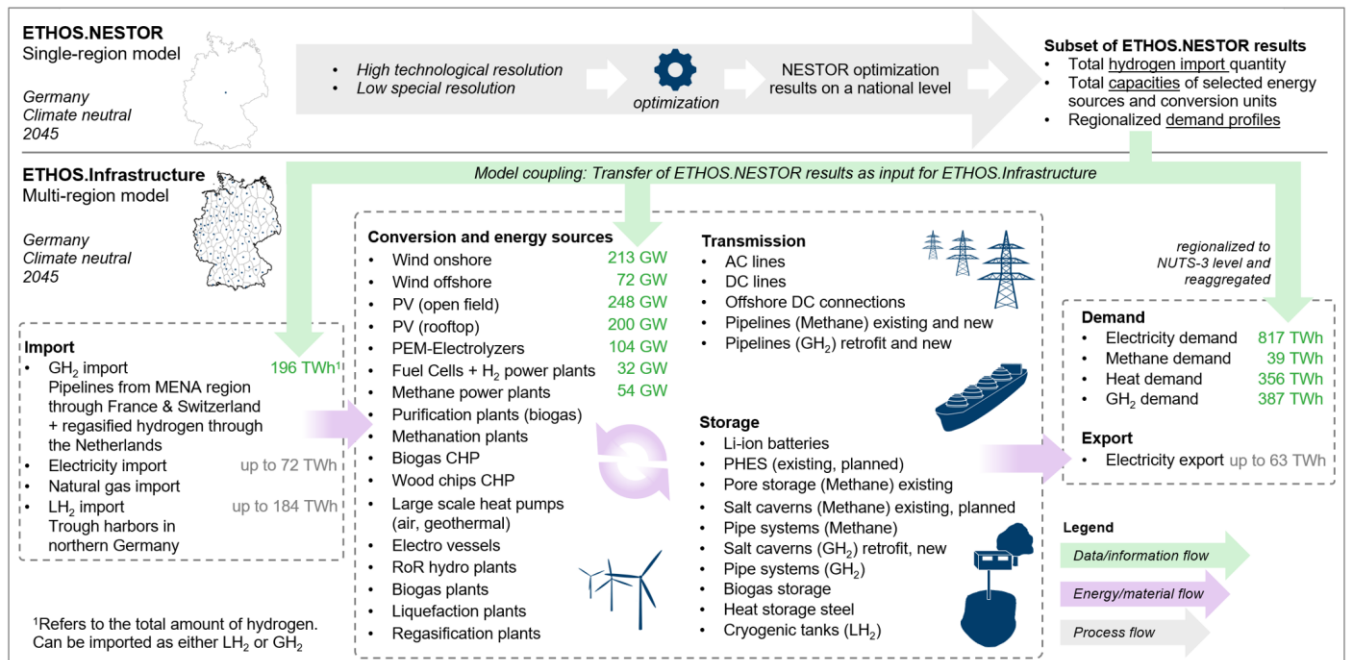 ETHOS.NESTOR
Single-region model
Germany
Climate neutral
2045
• High technological resolution
• Low special resolution
optimization
NESTOR optimization
results on a national level
Subset of ETHOS.NESTOR results
• Total hydrogen import quantity
• Total capacities of selected energy
sources and conversion units
• Regionalized demand profiles
ETHOS.Infrastructure
Multi-region model
Germany
Climate neutral
2045
Model coupling: Transfer of ETHOS.NESTOR results as input for ETHOS.Infrastructure
Import
• GH₂ import 196 TWh¹
Pipelines from MENA region
through France & Switzerland
+ regasified hydrogen through
the Netherlands
• Electricity import up to 72 TWh
• Natural gas import
• LH₂ import up to 184 TWh
Trough harbors in
northern Germany
¹Refers to the total amount of hydrogen.
Can be imported as either LH₂ or GH₂
Conversion and energy sources
• Wind onshore 213 GW
• Wind offshore 72 GW
• PV (open field) 248 GW
• PV (rooftop) 200 GW
• PEM-Electrolyzers 104 GW
• Fuel Cells + H₂ power plants 32 GW
• Methane power plants 54 GW
• Purification plants (biogas)
• Methanation plants
• Biogas CHP
• Wood chips CHP
• Large scale heat pumps
(air, geothermal)
• Electro vessels
• RoR hydro plants
• Biogas plants
• Liquefaction plants
• Regasification plants
Transmission
• AC lines
• DC lines
• Offshore DC connections
• Pipelines (Methane) existing and new
• Pipelines (GH₂) retrofit and new
Storage
• Li-ion batteries
• PHES (existing, planned)
• Pore storage (Methane) existing
• Salt caverns (Methane) existing, planned
• Pipe systems (Methane)
• Salt caverns (GH₂) retrofit, new
• Pipe systems (GH₂)
• Biogas storage
• Heat storage steel
• Cryogenic tanks (LH₂)
regionalized to
NUTS-3 level and
reaggregated
Demand
• Electricity demand 817 TWh
• Methane demand 39 TWh
• Heat demand 356 TWh
• GH₂ demand 387 TWh
Export
• Electricity export up to 63 TWh
Legend
Data/information flow
Energy/material flow
Process flow